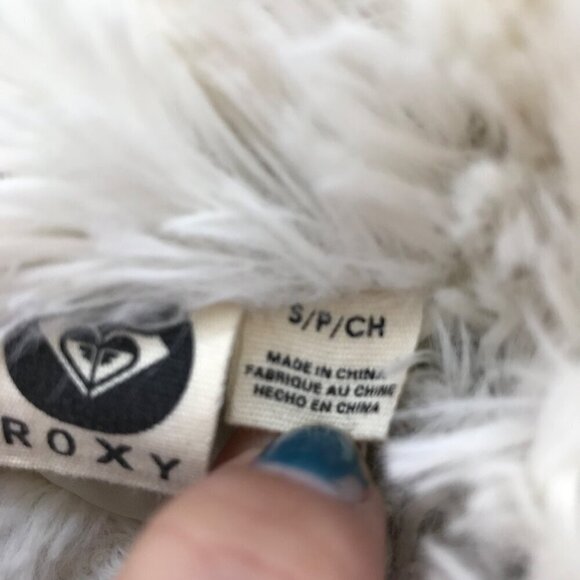 ROXY
S/P/CH
MADE IN CHINA
FABRIQUE AU CHINE
HECHO EN CHINA